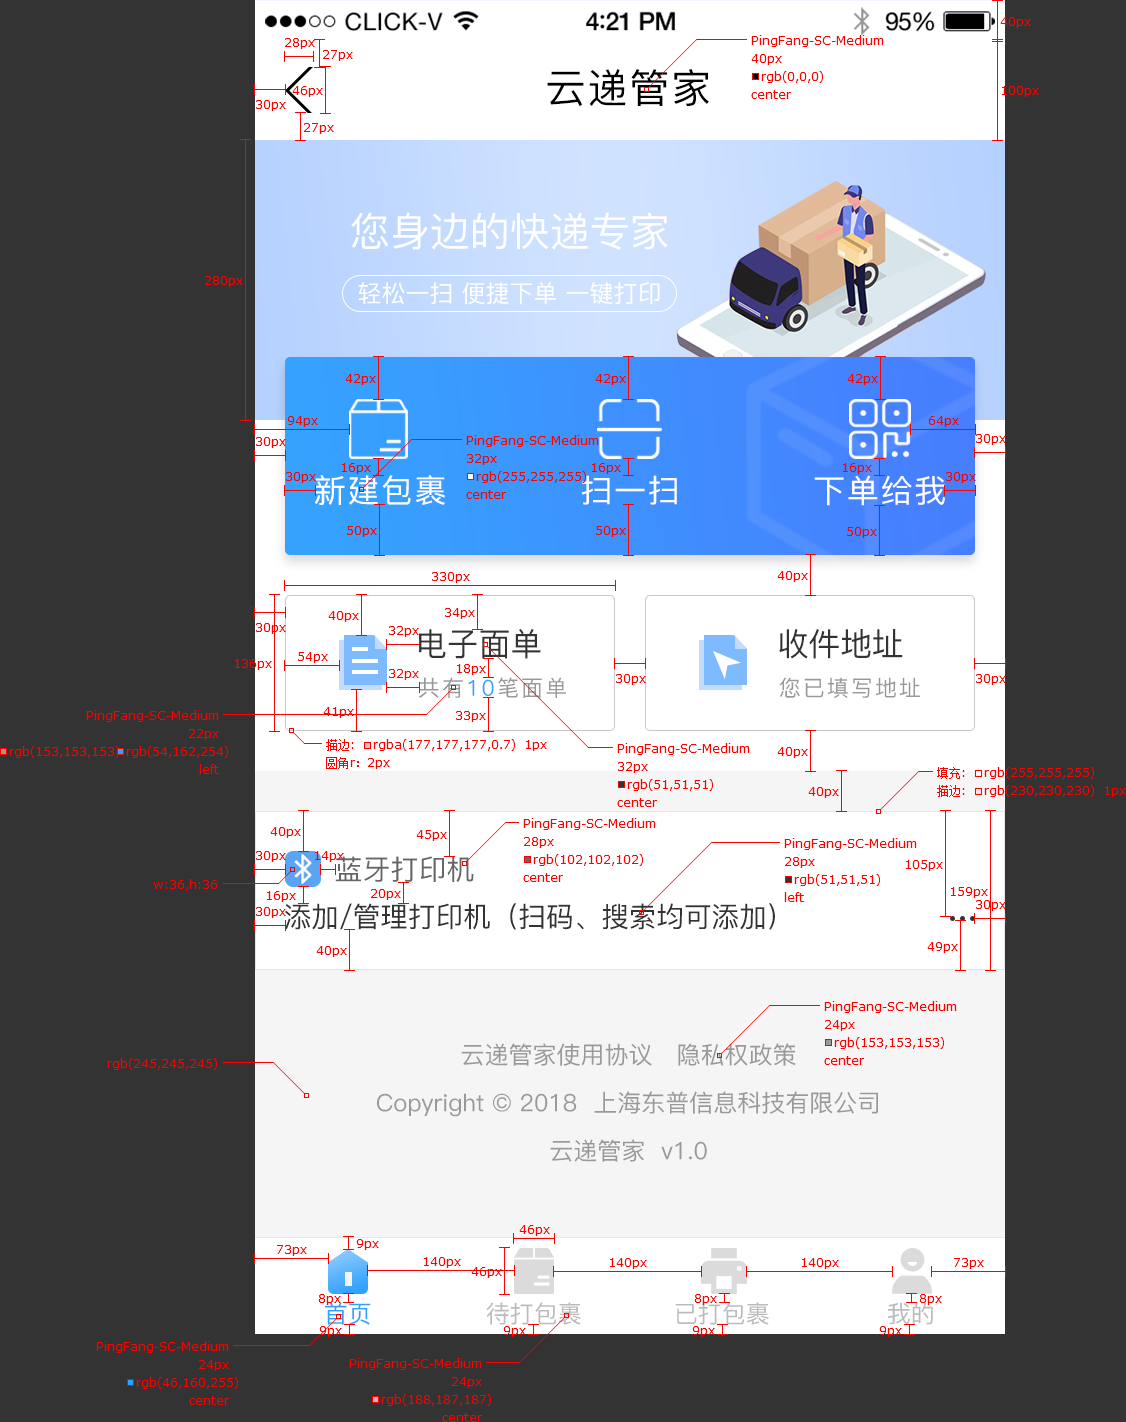 CLICK-V 4:21 PM 95%
40px
28px
27px
PingFang-SC-Medium
40px
rgb(0,0,0)
center
云递管家
46px
30px
100px
27px
280px
您身边的快递专家
轻松一扫 便捷下单 一键打印
42px 42px 42px
94px 64px
30px 30px
PingFang-SC-Medium
32px
rgb(255,255,255)
center
16px 16px 16px
30px 30px
新建包裹 扫一扫 下单给我
50px 50px 50px
330px 40px
40px 34px
30px 32px
电子面单 收件地址
54px 18px
136px
32px 30px 30px
共有10笔面单 您已填写地址
41px 33px
PingFang-SC-Medium
22px
rgb(153,153,153) rgb(54,162,254)
left
描边: rgba(177,177,177,0.7) 1px
圆角r: 2px
PingFang-SC-Medium
32px
rgb(51,51,51)
center
40px
40px
填充: rgb(255,255,255)
描边: rgb(230,230,230) 1px
40px 45px
PingFang-SC-Medium
28px
rgb(102,102,102)
center
PingFang-SC-Medium
28px
rgb(51,51,51)
left
30px 14px
蓝牙打印机
105px
w:36,h:36
16px 20px 159px
30px 30px
添加/管理打印机（扫码、搜索均可添加）
40px 49px
PingFang-SC-Medium
24px
rgb(153,153,153)
center
云递管家使用协议 隐私权政策
rgb(245,245,245)
Copyright © 2018 上海东普信息科技有限公司
云递管家 v1.0
46px
73px 9px 140px 140px 140px 73px
46px
8px 8px 8px
首页 待打包裹 已打包裹 我的
9px 9px 9px 9px
PingFang-SC-Medium
24px
rgb(46,160,255)
center
PingFang-SC-Medium
24px
rgb(188,187,187)
center